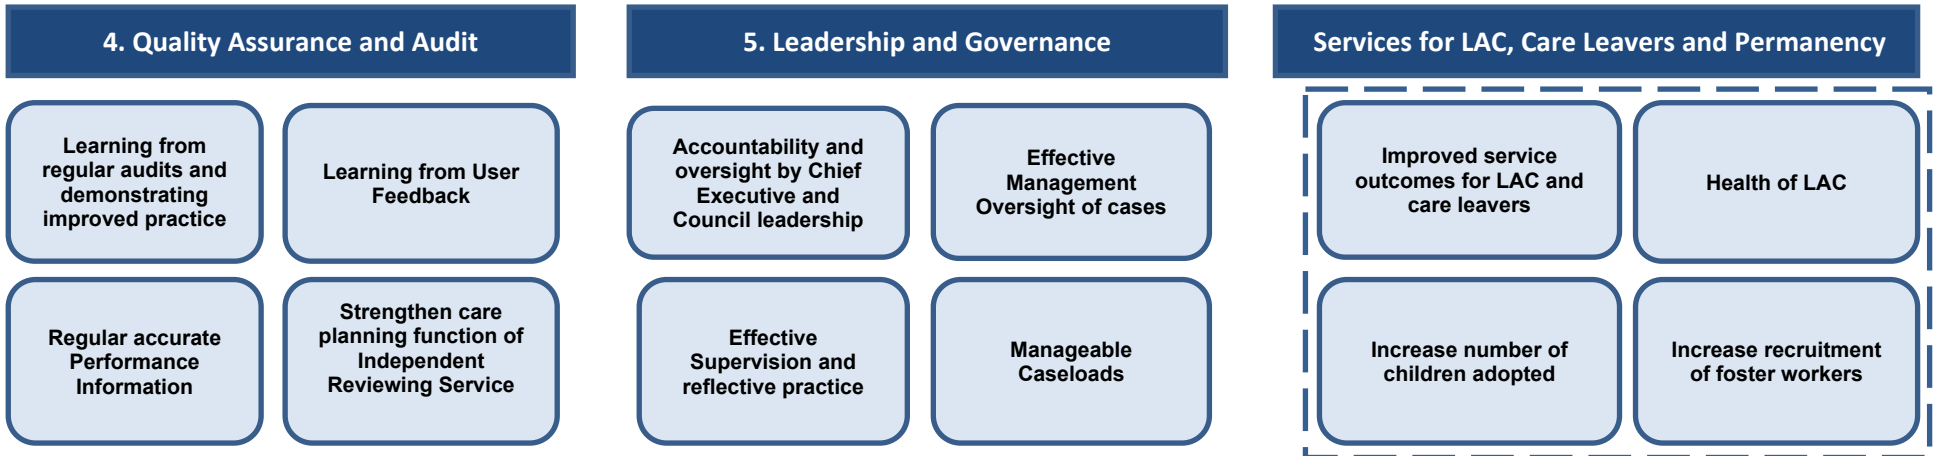 4. Quality Assurance and Audit
Learning from
regular audits and
demonstrating
improved practice
Learning from User
Feedback
Regular accurate
Performance
Information
Strengthen care
planning function of
Independent
Reviewing Service
5. Leadership and Governance
Accountability and
oversight by Chief
Executive and
Council leadership
Effective
Management
Oversight of cases
Effective
Supervision and
reflective practice
Manageable
Caseloads
Services for LAC, Care Leavers and Permanency
Improved service
outcomes for LAC and
care leavers
Health of LAC
Increase number of
children adopted
Increase recruitment
of foster workers